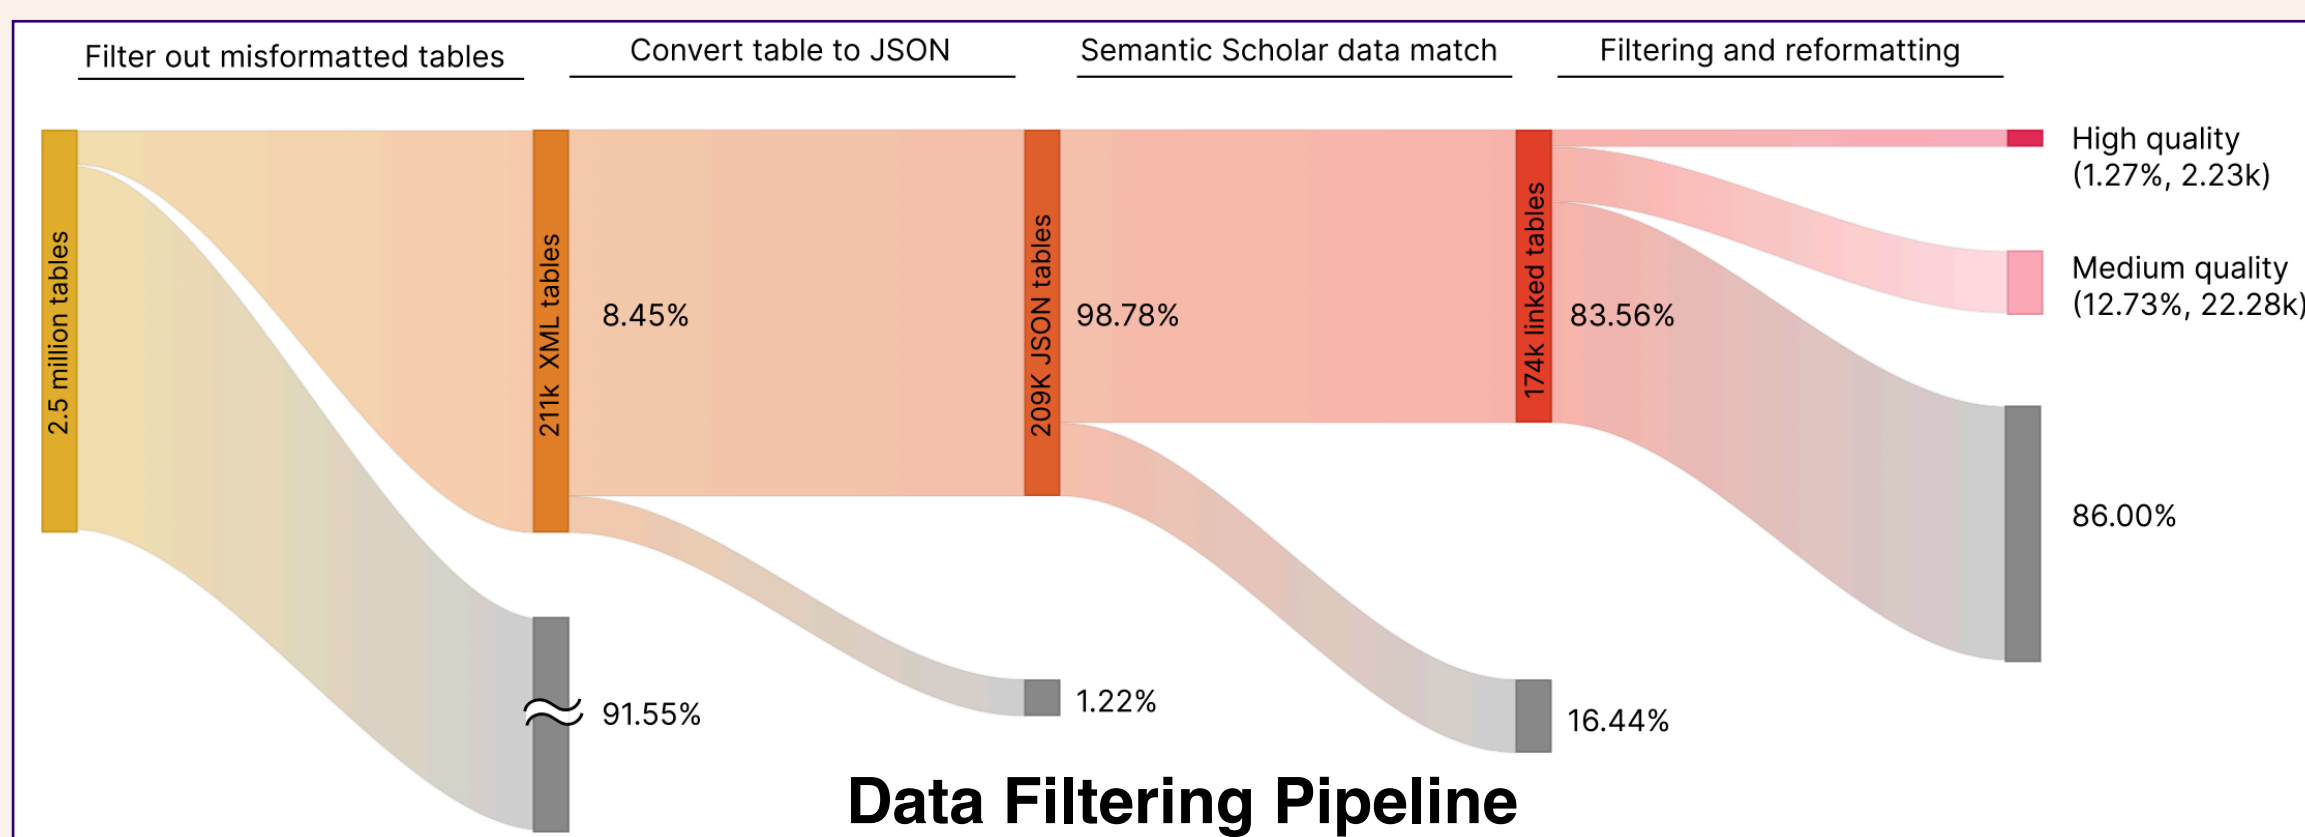 Filter out misformatted tables
Convert table to JSON
Semantic Scholar data match
Filtering and reformatting
2.5 million tables
211k XML tables
8.45%
209K JSON tables
98.78%
174k linked tables
83.56%
High quality
(1.27%, 2.23k)
Medium quality
(12.73%, 22.28k)
86.00%
91.55%
1.22%
16.44%
Data Filtering Pipeline